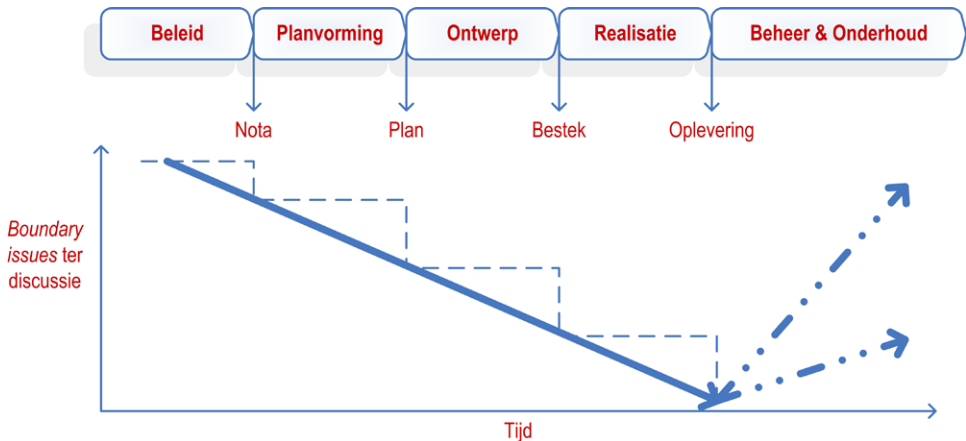 Beleid
Planvorming
Ontwerp
Realisatie
Beheer & Onderhoud
Nota
Plan
Bestek
Oplevering
Boundary
issues ter
discussie
Tijd